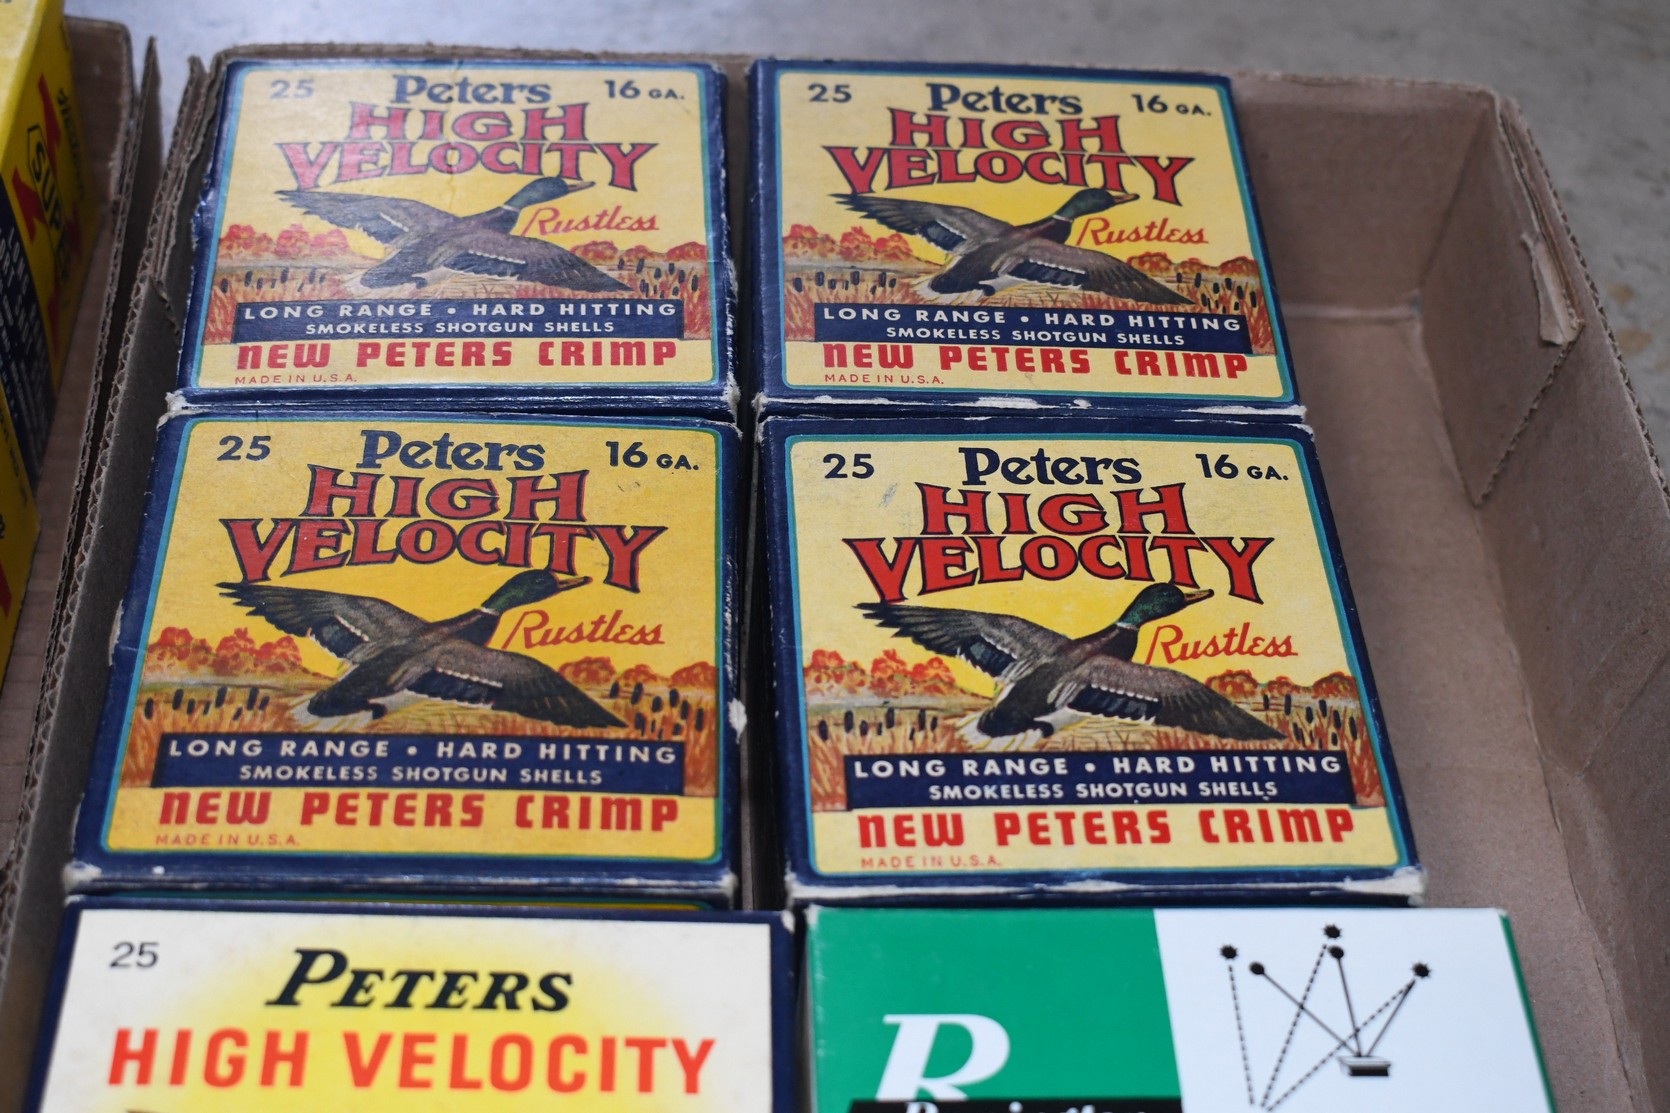 25 Peters 16 GA.
HIGH
VELOCITY
Rustless
LONG RANGE • HARD HITTING
SMOKELESS SHOTGUN SHELLS
NEW PETERS CRIMP
MADE IN U.S.A.
25 Peters 16 GA.
HIGH
VELOCITY
Rustless
LONG RANGE • HARD HITTING
SMOKELESS SHOTGUN SHELLS
NEW PETERS CRIMP
MADE IN U.S.A.
25 Peters 16 GA.
HIGH
VELOCITY
Rustless
LONG RANGE • HARD HITTING
SMOKELESS SHOTGUN SHELLS
NEW PETERS CRIMP
MADE IN U.S.A.
25 Peters 16 GA.
HIGH
VELOCITY
Rustless
LONG RANGE • HARD HITTING
SMOKELESS SHOTGUN SHELLS
NEW PETERS CRIMP
MADE IN U.S.A.
25
PETERS
HIGH VELOCITY
R